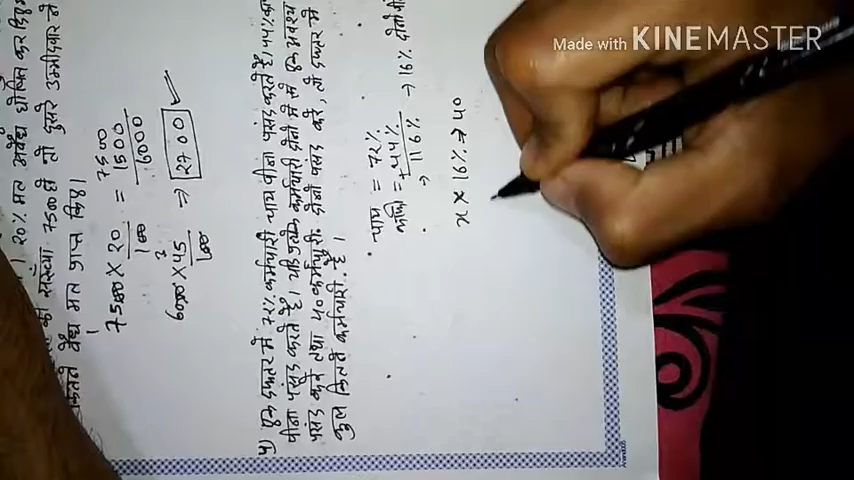 20% मत अवैध घोषित कर दिए
की संख्या 7500 है तो दूसरे उम्मीदवार ने
कितने वैध मत प्राप्त किए।
7500 × 20 / 100 = 7500
1500
6000
6000 × 45 / 100 ⇒ 2700
4) एक दफ्तर में 72% कर्मचारी चाय पीना पसंद करते हैं 44%
पीना पसंद करते हैं। यदि प्रत्येक कर्मचारी दोनों में से एक अवश्य
पसंद करे तथा 40 कर्मचारी दोनों पसंद करे, तो दफ्तर में
कुल कितने कर्मचारी है।
चाय = 72%
कॉफी = +44%
→ 116% → 16% दोनों
x × 16% ⇒ 40
Made with KINEMASTER